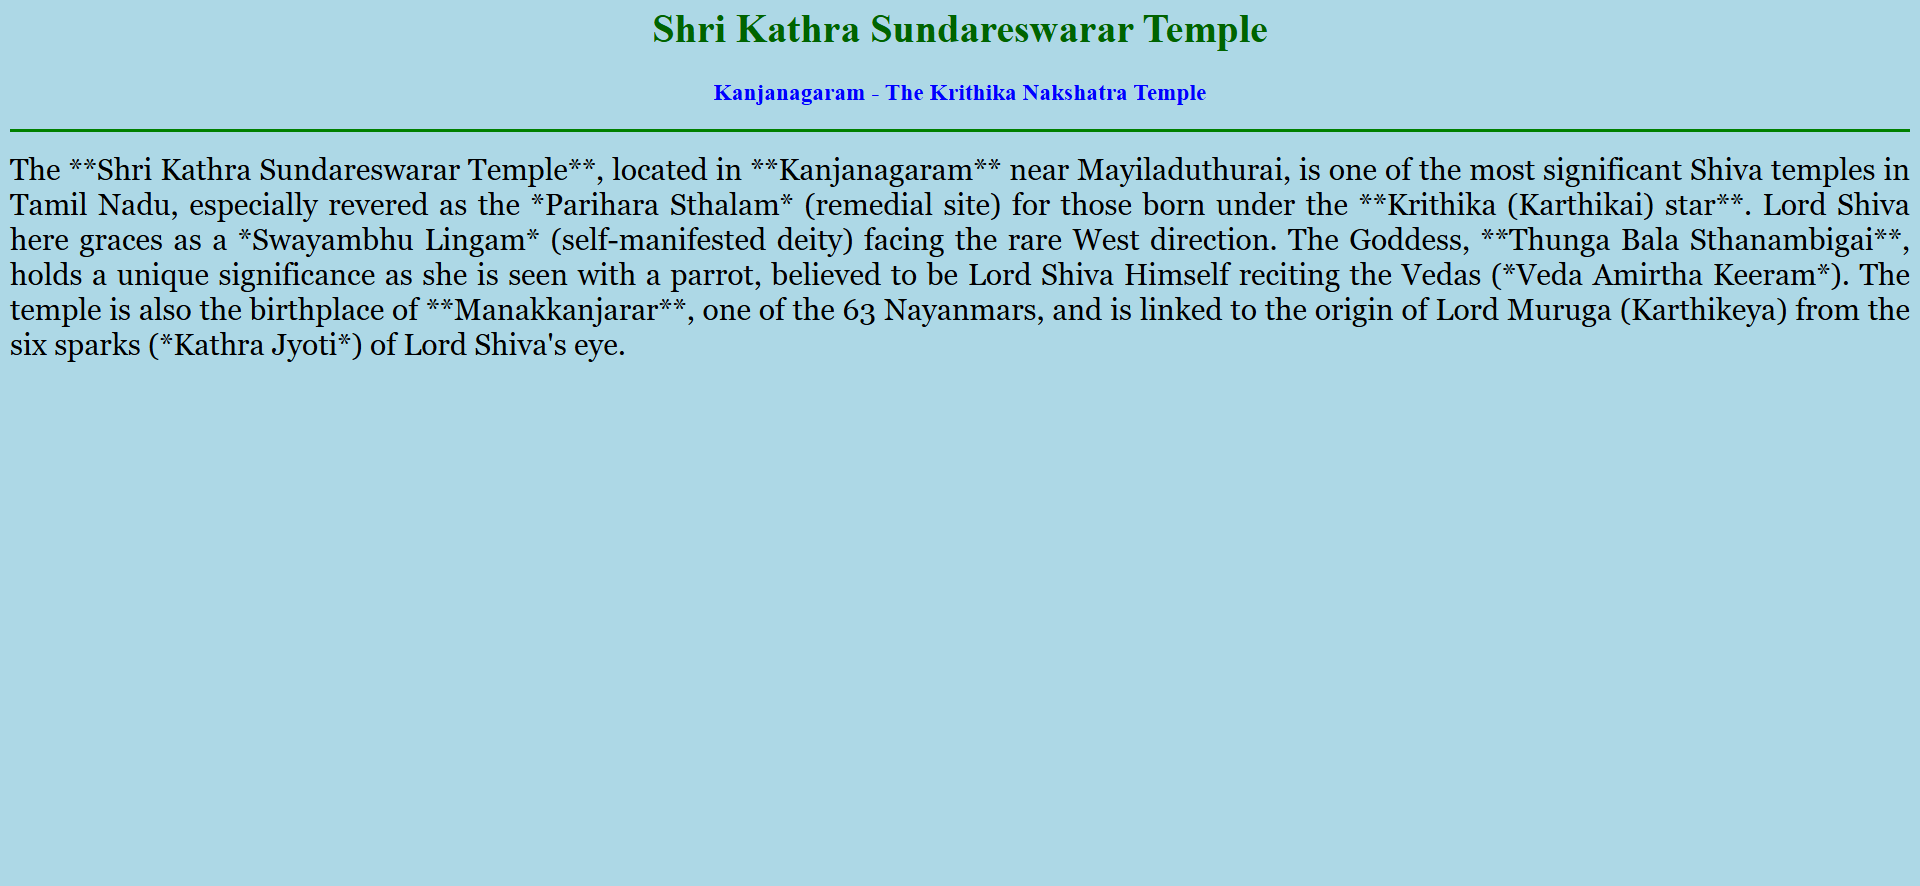 Shri Kathra Sundareswarar Temple
Kanjanagaram - The Krithika Nakshatra Temple
The **Shri Kathra Sundareswarar Temple**, located in **Kanjanagaram** near Mayiladuthurai, is one of the most significant Shiva temples in
Tamil Nadu, especially revered as the *Parihara Sthalam* (remedial site) for those born under the **Krithika (Karthikai) star**. Lord Shiva
here graces as a *Swayambhu Lingam* (self-manifested deity) facing the rare West direction. The Goddess, **Thunga Bala Sthanambigai**,
holds a unique significance as she is seen with a parrot, believed to be Lord Shiva Himself reciting the Vedas (*Veda Amirtha Keeram*). The
temple is also the birthplace of **Manakkanjarar**, one of the 63 Nayanmars, and is linked to the origin of Lord Muruga (Karthikeya) from the
six sparks (*Kathra Jyoti*) of Lord Shiva's eye.